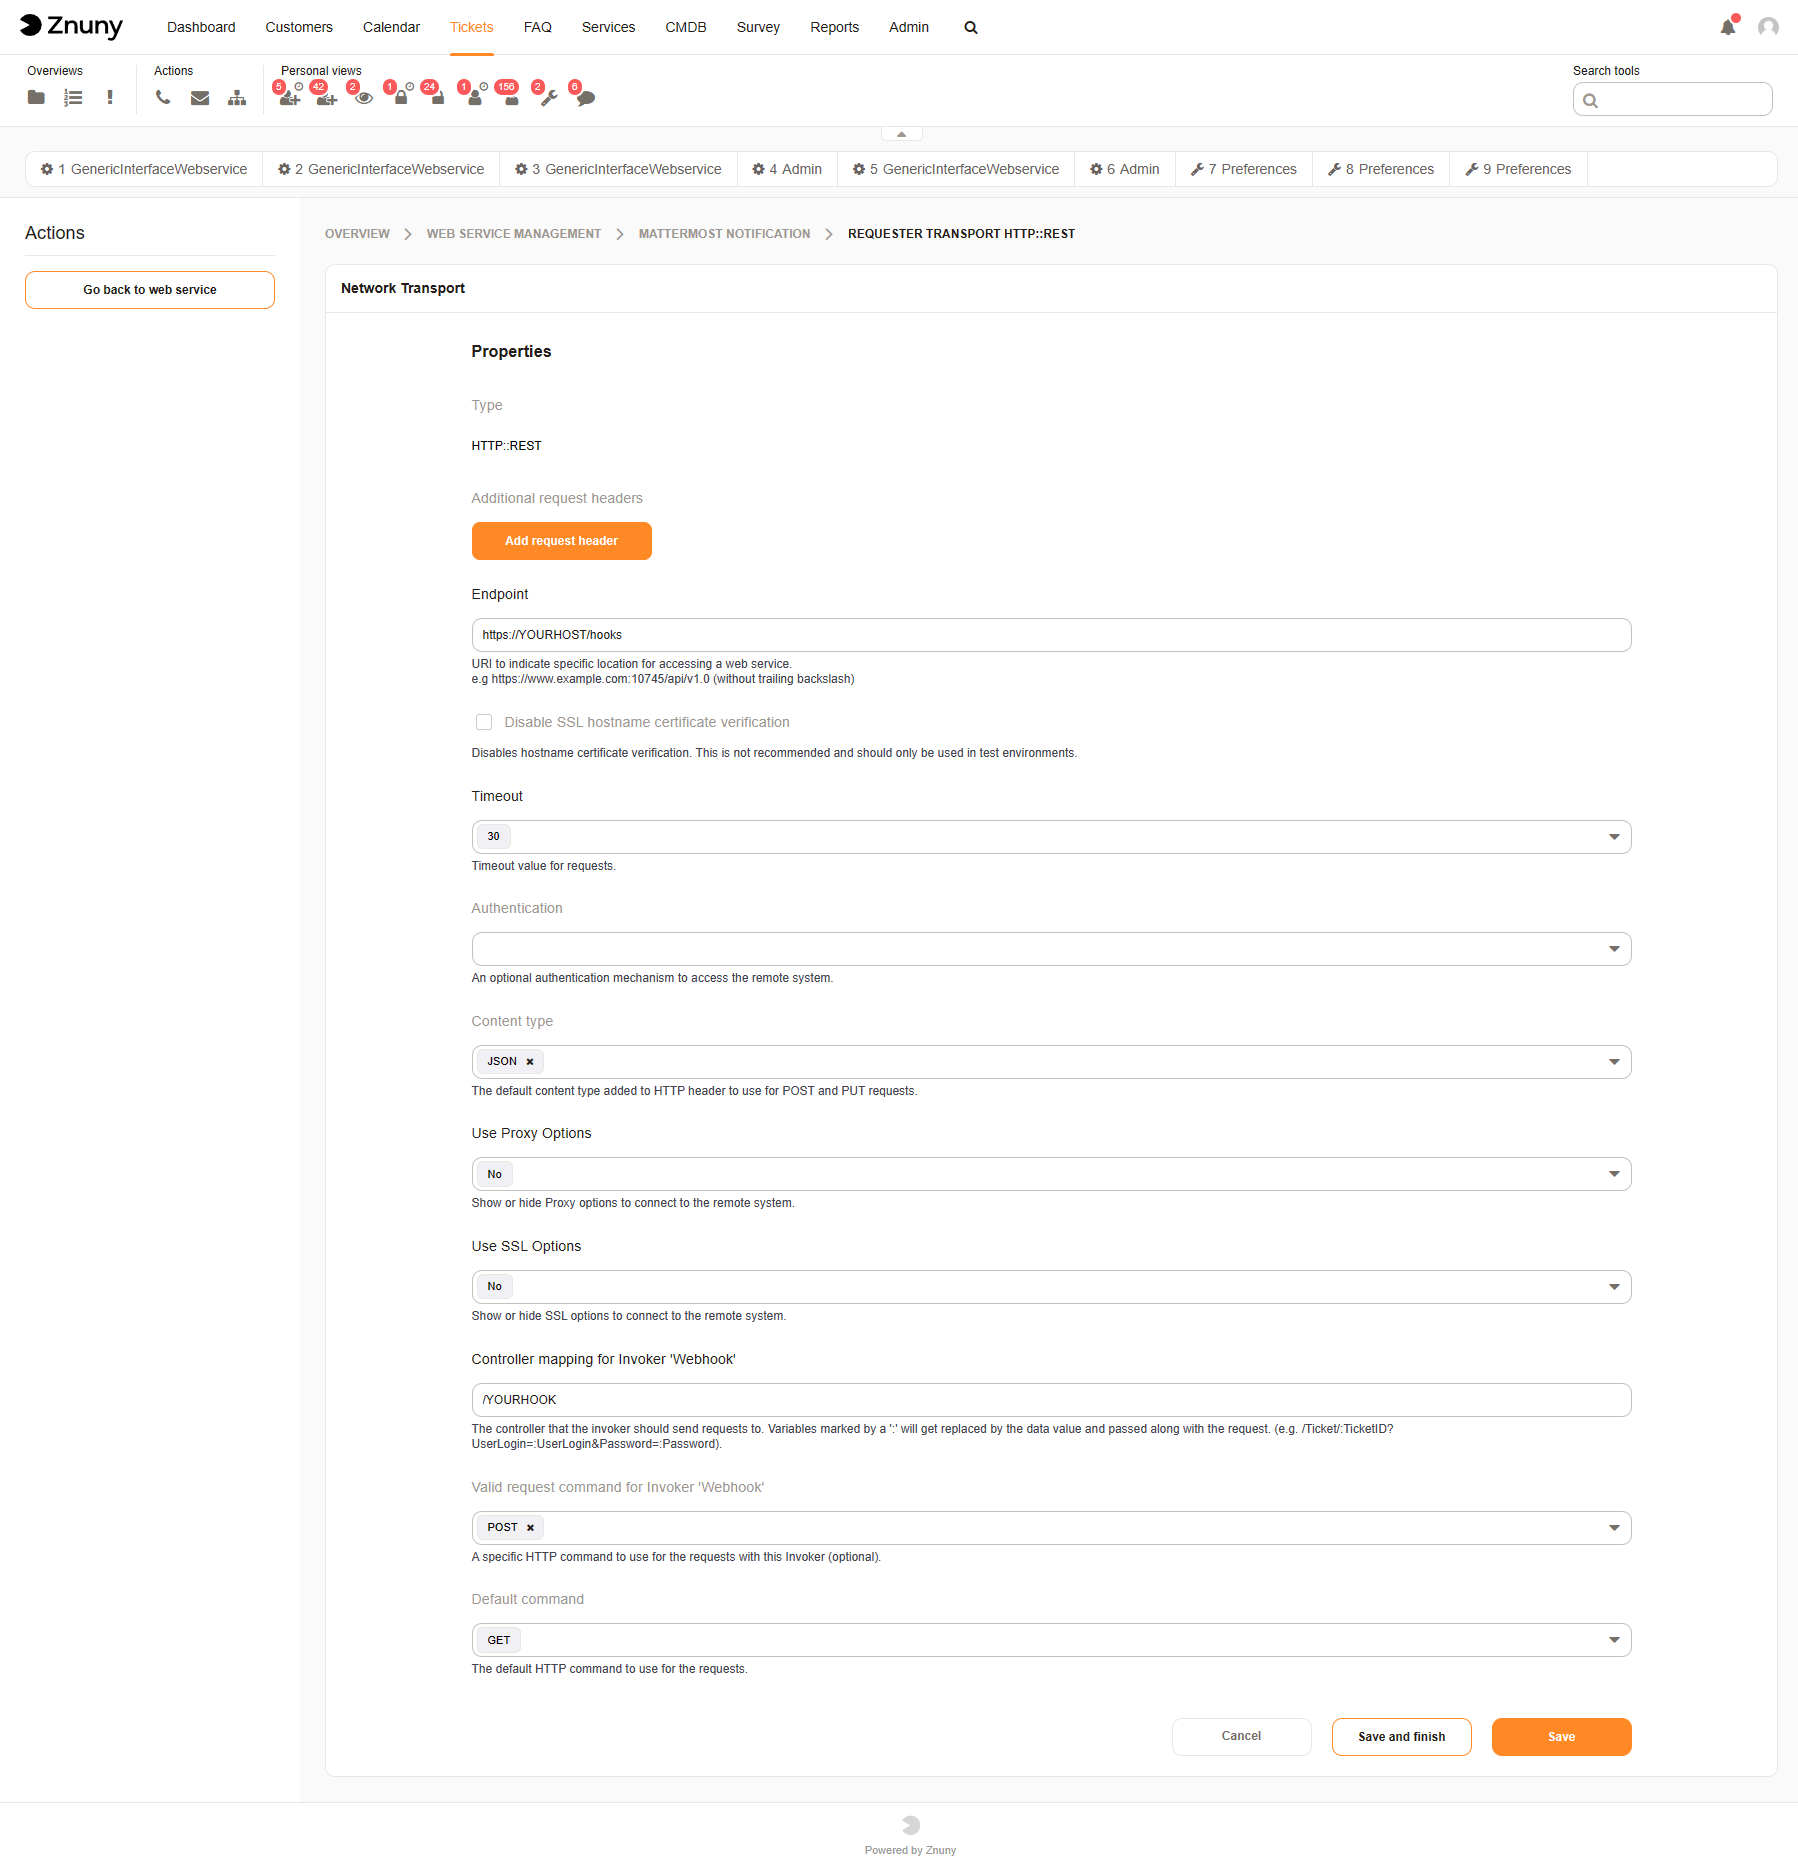 Znuny
Dashboard Customers Calendar Tickets FAQ Services CMDB Survey Reports Admin
Overviews Actions Personal views Search tools
5 42 2 1 24 1 156 2 6
1 GenericInterfaceWebservice 2 GenericInterfaceWebservice 3 GenericInterfaceWebservice 4 Admin 5 GenericInterfaceWebservice 6 Admin 7 Preferences 8 Preferences 9 Preferences
Actions
Go back to web service
OVERVIEW WEB SERVICE MANAGEMENT MATTERMOST NOTIFICATION REQUESTER TRANSPORT HTTP::REST
Network Transport
Properties
Type
HTTP::REST
Additional request headers
Add request header
Endpoint
https://YOURHOST/hooks
URI to indicate specific location for accessing a web service.
e.g https://www.example.com:10745/api/v1.0 (without trailing backslash)
Disable SSL hostname certificate verification
Disables hostname certificate verification. This is not recommended and should only be used in test environments.
Timeout
30
Timeout value for requests.
Authentication
An optional authentication mechanism to access the remote system.
Content type
JSON
The default content type added to HTTP header to use for POST and PUT requests.
Use Proxy Options
No
Show or hide Proxy options to connect to the remote system.
Use SSL Options
No
Show or hide SSL options to connect to the remote system.
Controller mapping for Invoker 'Webhook'
/YOURHOOK
The controller that the invoker should send requests to. Variables marked by a ':' will get replaced by the data value and passed along with the request. (e.g. /Ticket/:TicketID?
UserLogin=:UserLogin&Password=:Password).
Valid request command for Invoker 'Webhook'
POST
A specific HTTP command to use for the requests with this Invoker (optional).
Default command
GET
The default HTTP command to use for the requests.
Cancel Save and finish Save
Powered by Znuny